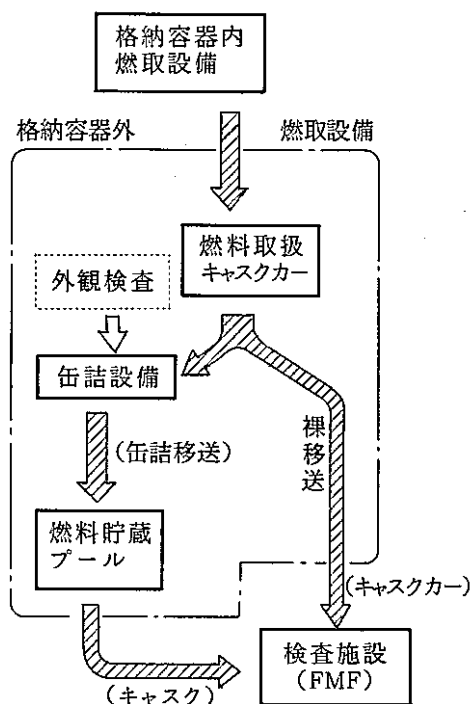 格納容器内
燃取設備
格納容器外
燃取設備
燃料取扱
キャスクカー
外観検査
缶詰設備
(缶詰移送)
裸移送
燃料貯蔵
プール
(キャスクカー)
(キャスク)
検査施設
(FMF)